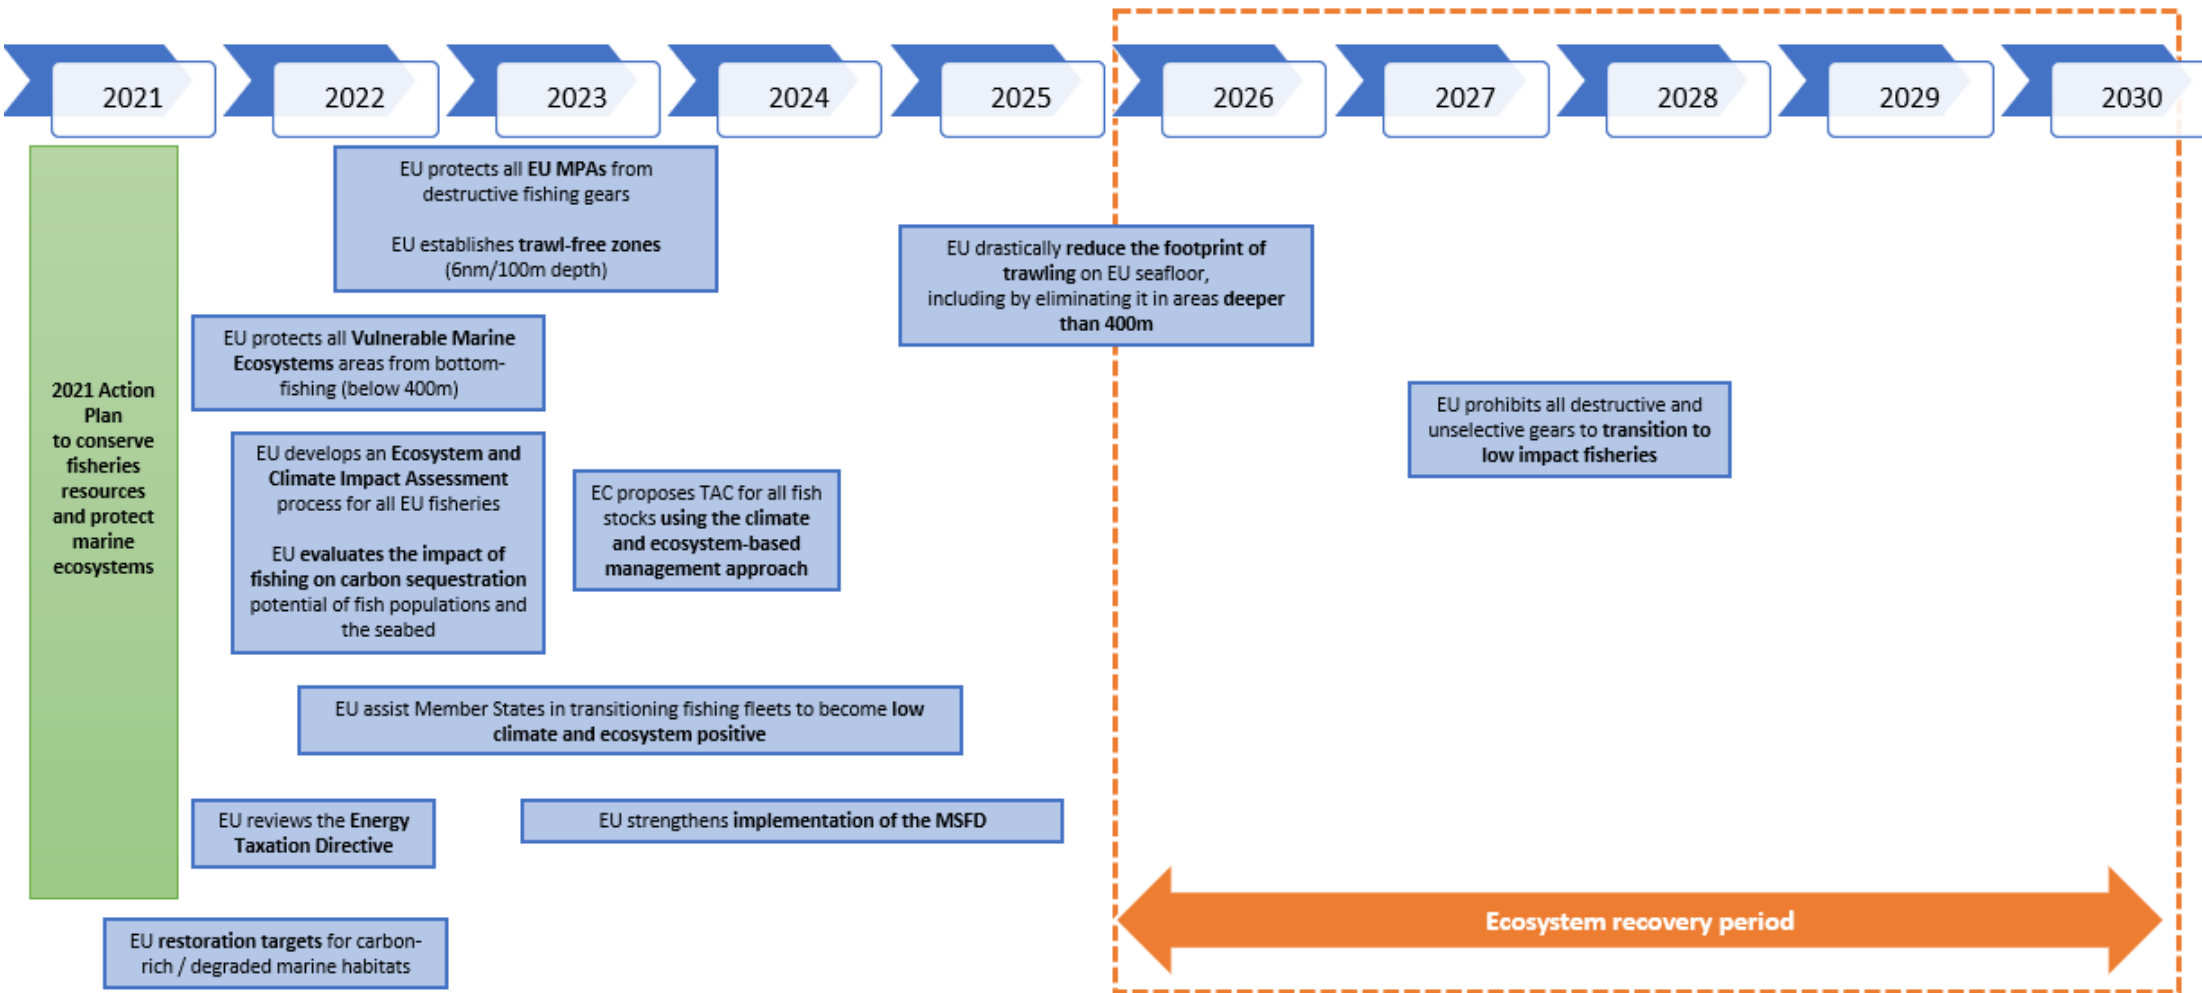 2021
2022
2023
2024
2025
2026
2027
2028
2029
2030
2021 Action
Plan
to conserve
fisheries
resources
and protect
marine
ecosystems
EU protects all EU MPAs from
destructive fishing gears
EU establishes trawl-free zones
(6nm/100m depth)
EU protects all Vulnerable Marine
Ecosystems areas from bottom-
fishing (below 400m)
EU develops an Ecosystem and
Climate Impact Assessment
process for all EU fisheries
EU evaluates the impact of
fishing on carbon sequestration
potential of fish populations and
the seabed
EC proposes TAC for all fish
stocks using the climate
and ecosystem-based
management approach
EU drastically reduce the footprint of
trawling on EU seafloor,
including by eliminating it in areas deeper
than 400m
EU prohibits all destructive and
unselective gears to transition to
low impact fisheries
EU assist Member States in transitioning fishing fleets to become low
climate and ecosystem positive
EU reviews the Energy
Taxation Directive
EU strengthens implementation of the MSFD
EU restoration targets for carbon-
rich / degraded marine habitats
Ecosystem recovery period